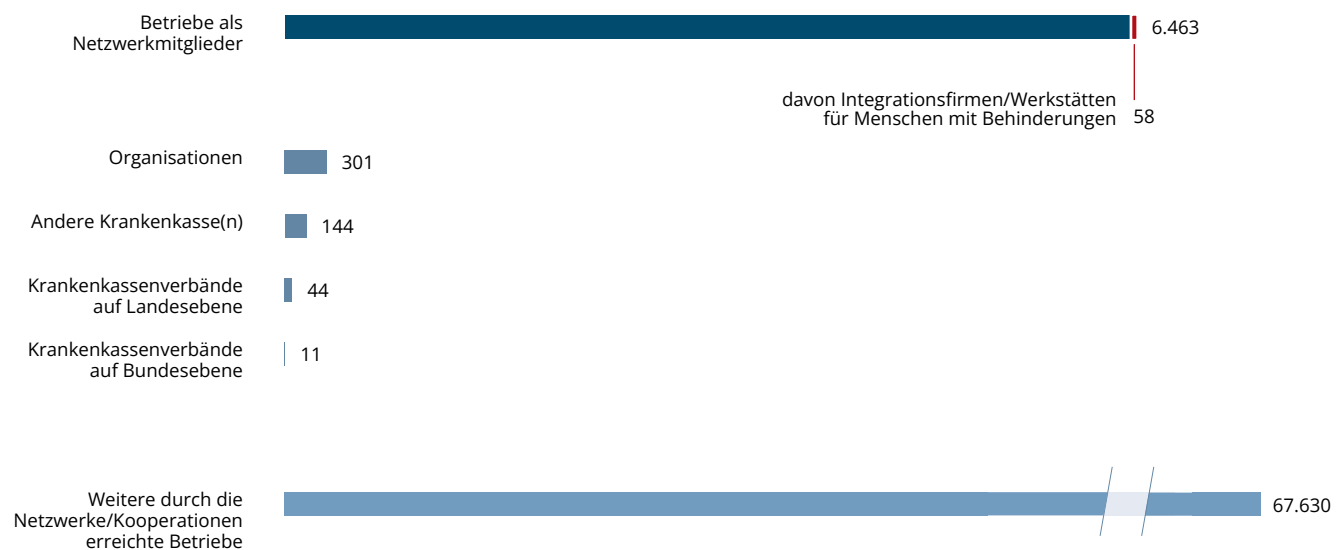 Betriebe als
Netzwerkmitglieder
6.463
davon Integrationsfirmen/Werkstätten
für Menschen mit Behinderungen
58
Organisationen
301
Andere Krankenkasse(n)
144
Krankenkassenverbände
auf Landesebene
44
Krankenkassenverbände
auf Bundesebene
11
Weitere durch die
Netzwerke/Kooperationen
erreichte Betriebe
67.630